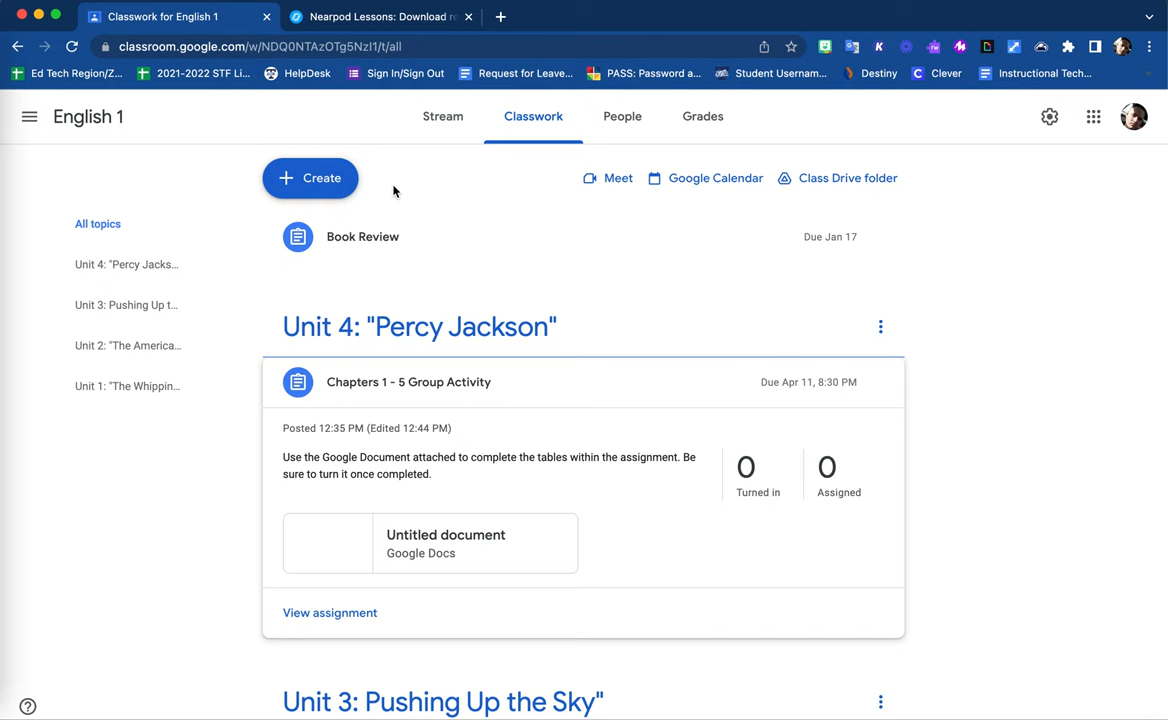 Classwork for English 1
Nearpod Lessons: Download re
classroom.google.com/w/NDQ0NTAzOTg5NzI1/t/all
Ed Tech Region/Z...
2021-2022 STF Li...
HelpDesk
Sign In/Sign Out
Request for Leave...
PASS: Password a...
Student Usernam...
Destiny
Clever
Instructional Tech...
English 1
Stream
Classwork
People
Grades
Create
Meet
Google Calendar
Class Drive folder
All topics
Book Review
Due Jan 17
Unit 4: "Percy Jacks...
Unit 3: Pushing Up t...
Unit 2: "The America...
Unit 1: "The Whippin...
Unit 4: "Percy Jackson"
Chapters 1 - 5 Group Activity
Due Apr 11, 8:30 PM
Posted 12:35 PM (Edited 12:44 PM)
Use the Google Document attached to complete the tables within the assignment. Be
sure to turn it once completed.
0
Turned in
0
Assigned
Untitled document
Google Docs
View assignment
Unit 3: Pushing Up the Sky"